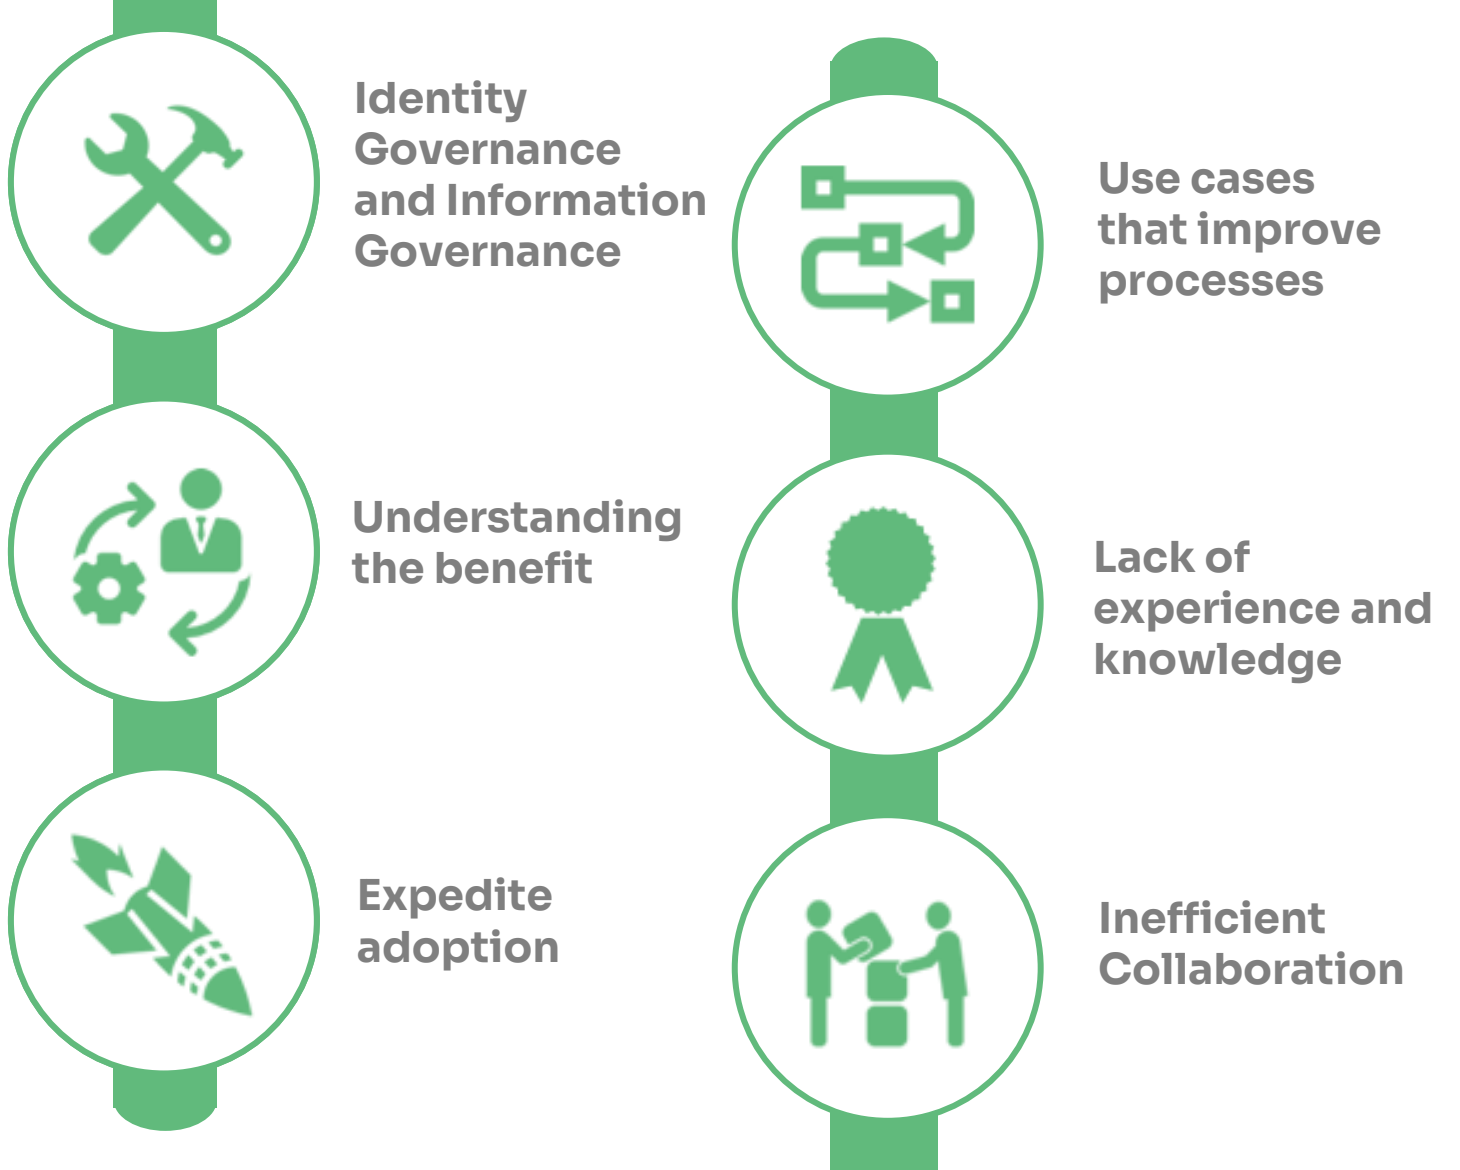 Identity
Governance
and Information
Governance
Understanding
the benefit
Expedite
adoption
Use cases
that improve
processes
Lack of
experience and
knowledge
Inefficient
Collaboration